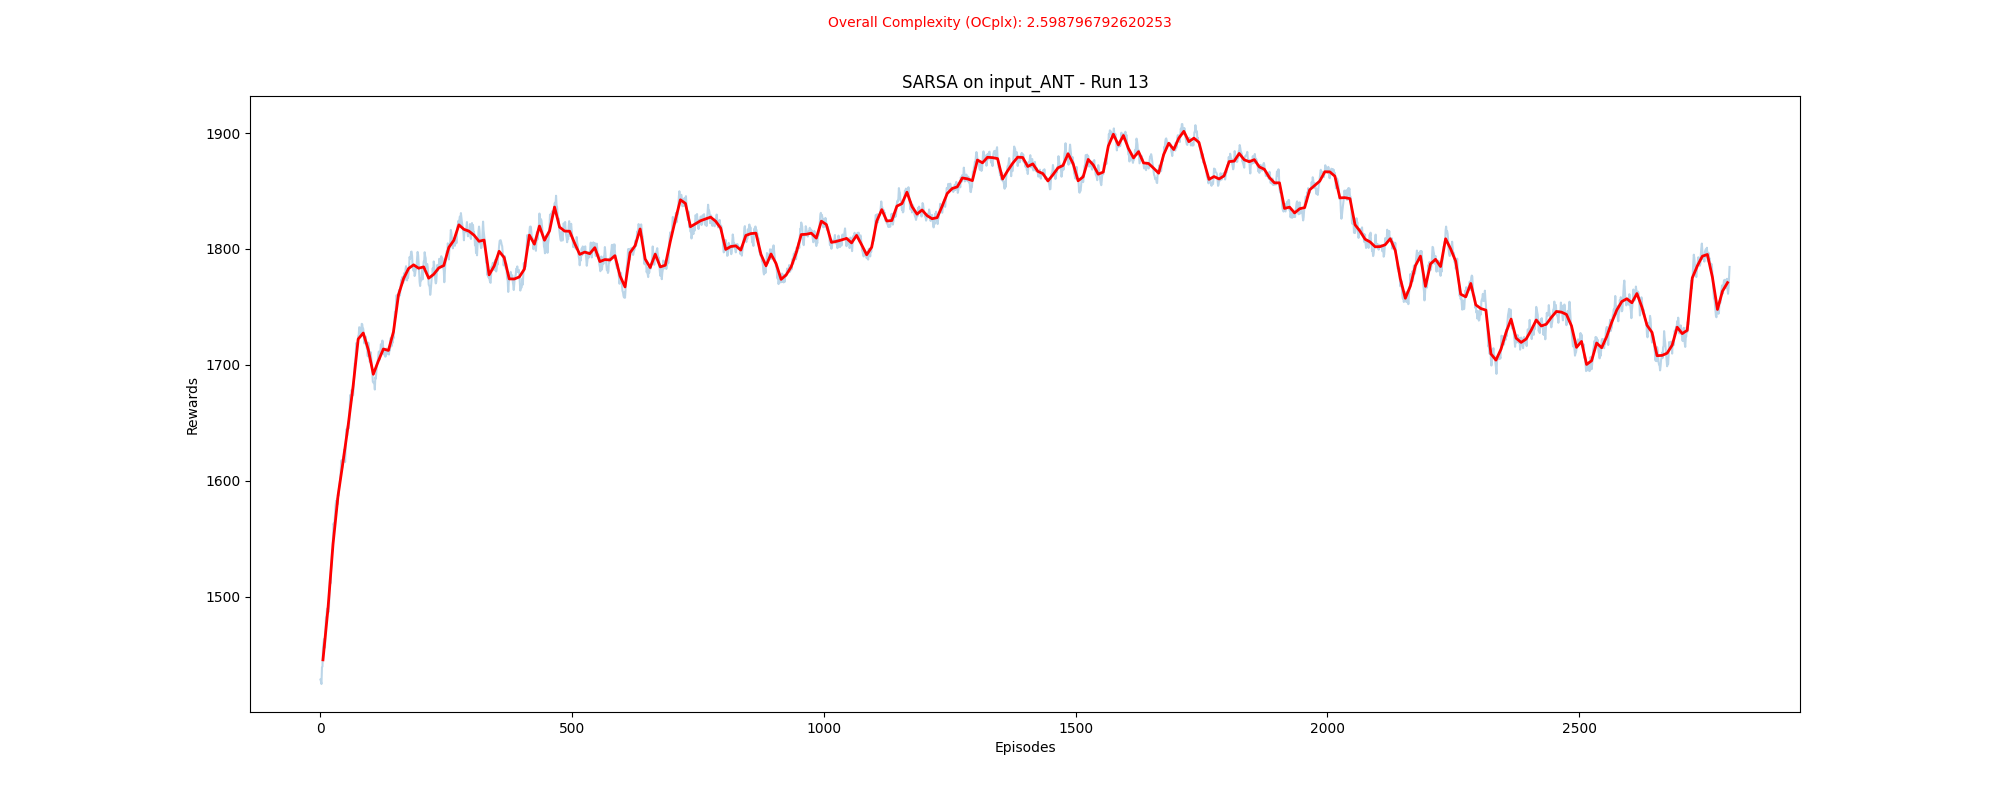 Overall Complexity (OCplx): 2.598796792620253
SARSA on input_ANT - Run 13
1900
1800
1700
1600
1500
Rewards
0 500 1000 1500 2000 2500
Episodes